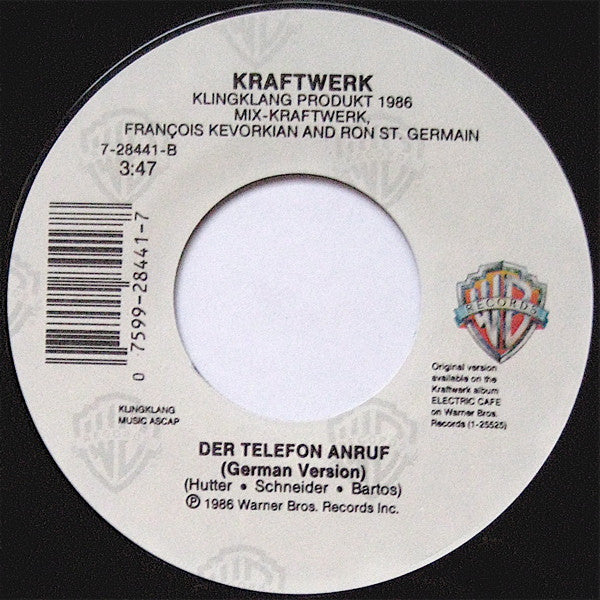 KRAFTWERK
KLINGKLANG PRODUKT 1986
MIX-KRAFTWERK,
FRANÇOIS KEVORKIAN AND RON ST. GERMAIN
7-28441-B
3:47
0 7599-28441-7
WB
RECORDS
Original version
available on the
Kraftwerk album
ELECTRIC CAFE
on Warner Bros.
Records (1-25525)
KLINGKLANG
MUSIC ASCAP
DER TELEFON ANRUF
(German Version)
(Hutter • Schneider • Bartos)
℗ 1986 Warner Bros. Records Inc.